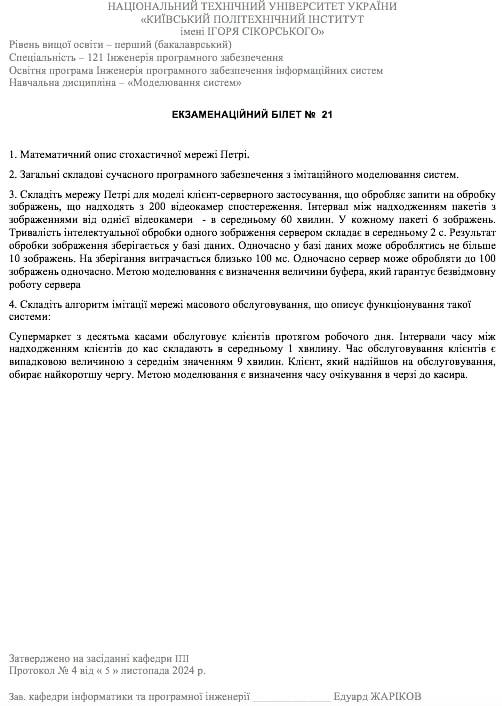 НАЦІОНАЛЬНИЙ ТЕХНІЧНИЙ УНІВЕРСИТЕТ УКРАЇНИ
«КИЇВСЬКИЙ ПОЛІТЕХНІЧНИЙ ІНСТИТУТ
імені ІГОРЯ СІКОРСЬКОГО»
Рівень вищої освіти – перший (бакалаврський)
Спеціальність – 121 Інженерія програмного забезпечення
Освітня програма Інженерія програмного забезпечення інформаційних систем
Навчальна дисципліна – «Моделювання систем»
ЕКЗАМЕНАЦІЙНИЙ БІЛЕТ № 21
1. Математичний опис стохастичної мережі Петрі.
2. Загальні складові сучасного програмного забезпечення з імітаційного моделювання систем.
3. Складіть мережу Петрі для моделі клієнт-серверного застосування, що обробляє запити на обробку
зображень, що надходять з 200 відеокамер спостереження. Інтервал між надходженням пакетів з
зображеннями від однієї відеокамери - в середньому 60 хвилин. У кожному пакеті 6 зображень.
Тривалість інтелектуальної обробки одного зображення сервером складає в середньому 2 с. Результат
обробки зображення зберігається у базі даних. Одночасно у базі даних може оброблятись не більше
10 зображень. На зберігання витрачається близько 100 мс. Одночасно сервер може обробляти до 100
зображень одночасно. Метою моделювання є визначення величини буфера, який гарантує безвідмовну
роботу сервера
4. Складіть алгоритм імітації мережі масового обслуговування, що описує функціонування такої
системи:
Супермаркет з десятьма касами обслуговує клієнтів протягом робочого дня. Інтервали часу між
надходженням клієнтів до кас складають в середньому 1 хвилину. Час обслуговування клієнтів є
випадковою величиною з середнім значенням 9 хвилин. Клієнт, який надійшов на обслуговування,
обирає найкоротшу чергу. Метою моделювання є визначення часу очікування в черзі до касира.
Затверджено на засіданні кафедри ІПІ
Протокол № 4 від « 5 » листопада 2024 р.
Зав. кафедри інформатики та програмної інженерії ________________ Едуард ЖАРІКОВ